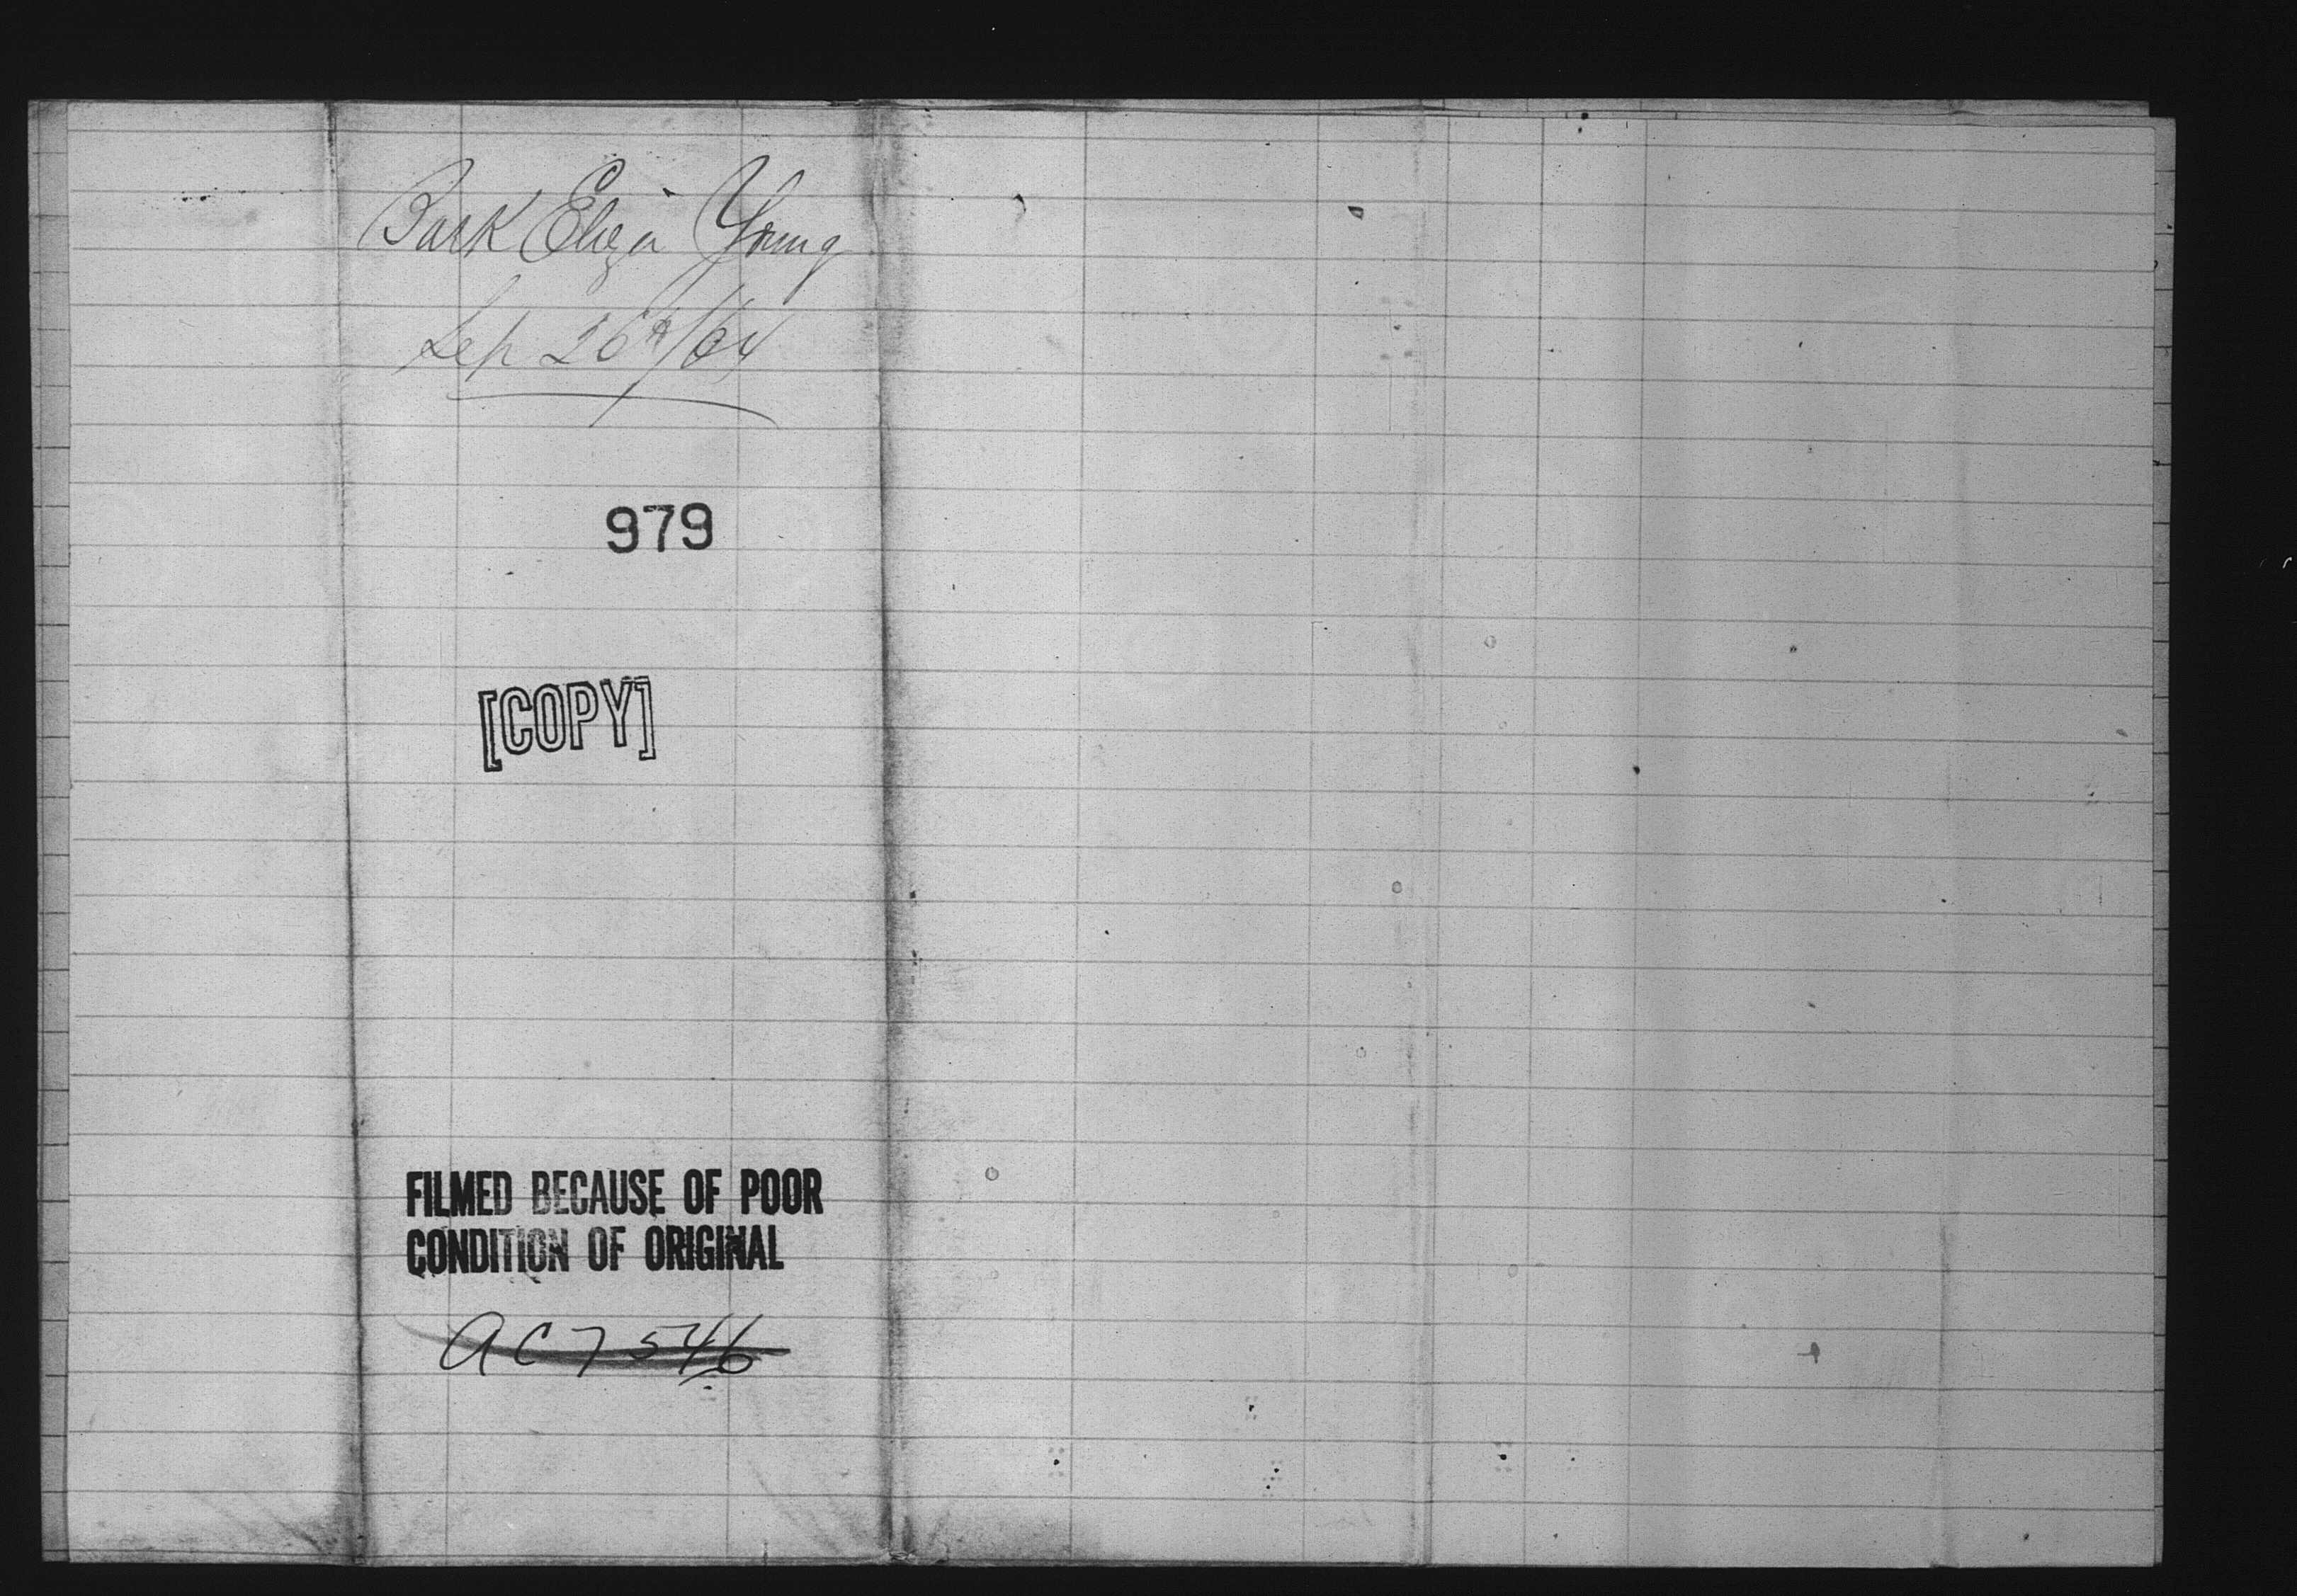 Bark Eliza Young
Sep 26th/64
979
[COPY]
FILMED BECAUSE OF POOR
CONDITION OF ORIGINAL
AC 7546